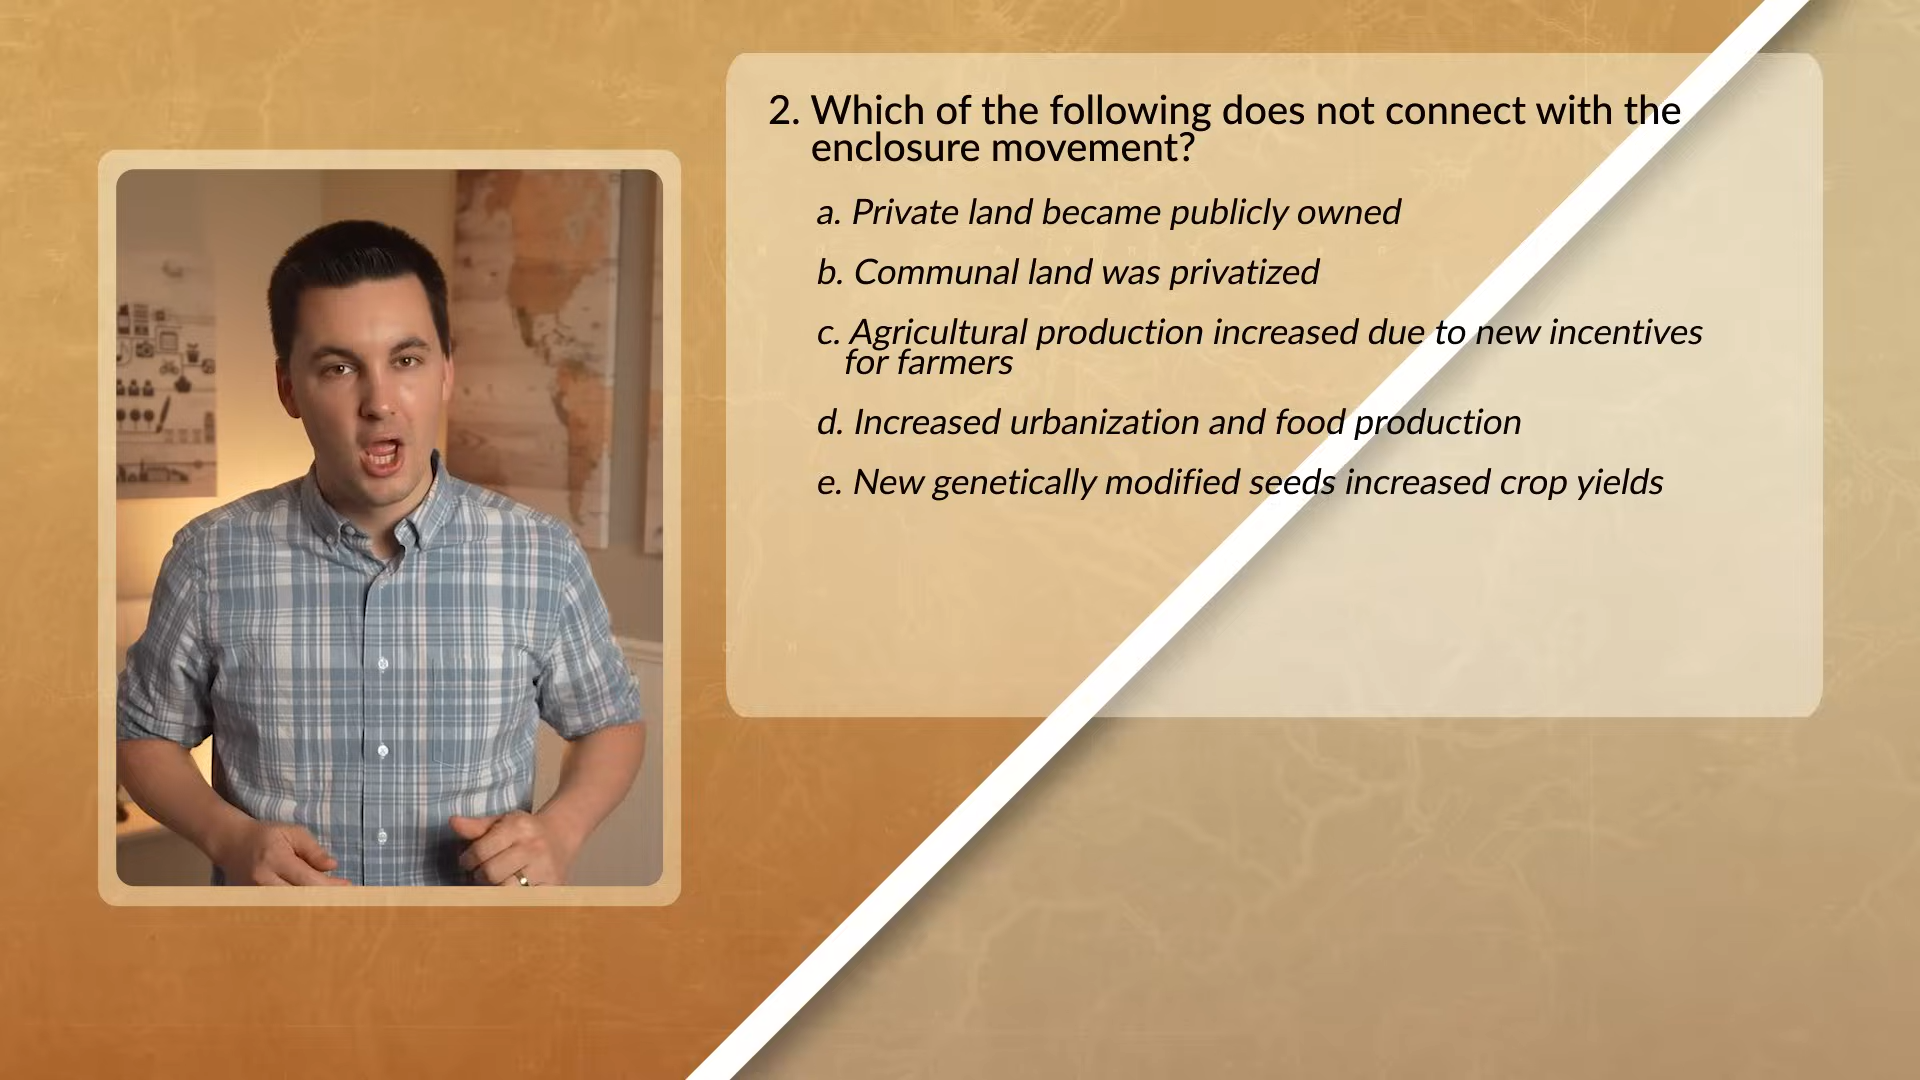 2. Which of the following does not connect with the
enclosure movement?
a. Private land became publicly owned
b. Communal land was privatized
c. Agricultural production increased due to new incentives
for farmers
d. Increased urbanization and food production
e. New genetically modified seeds increased crop yields